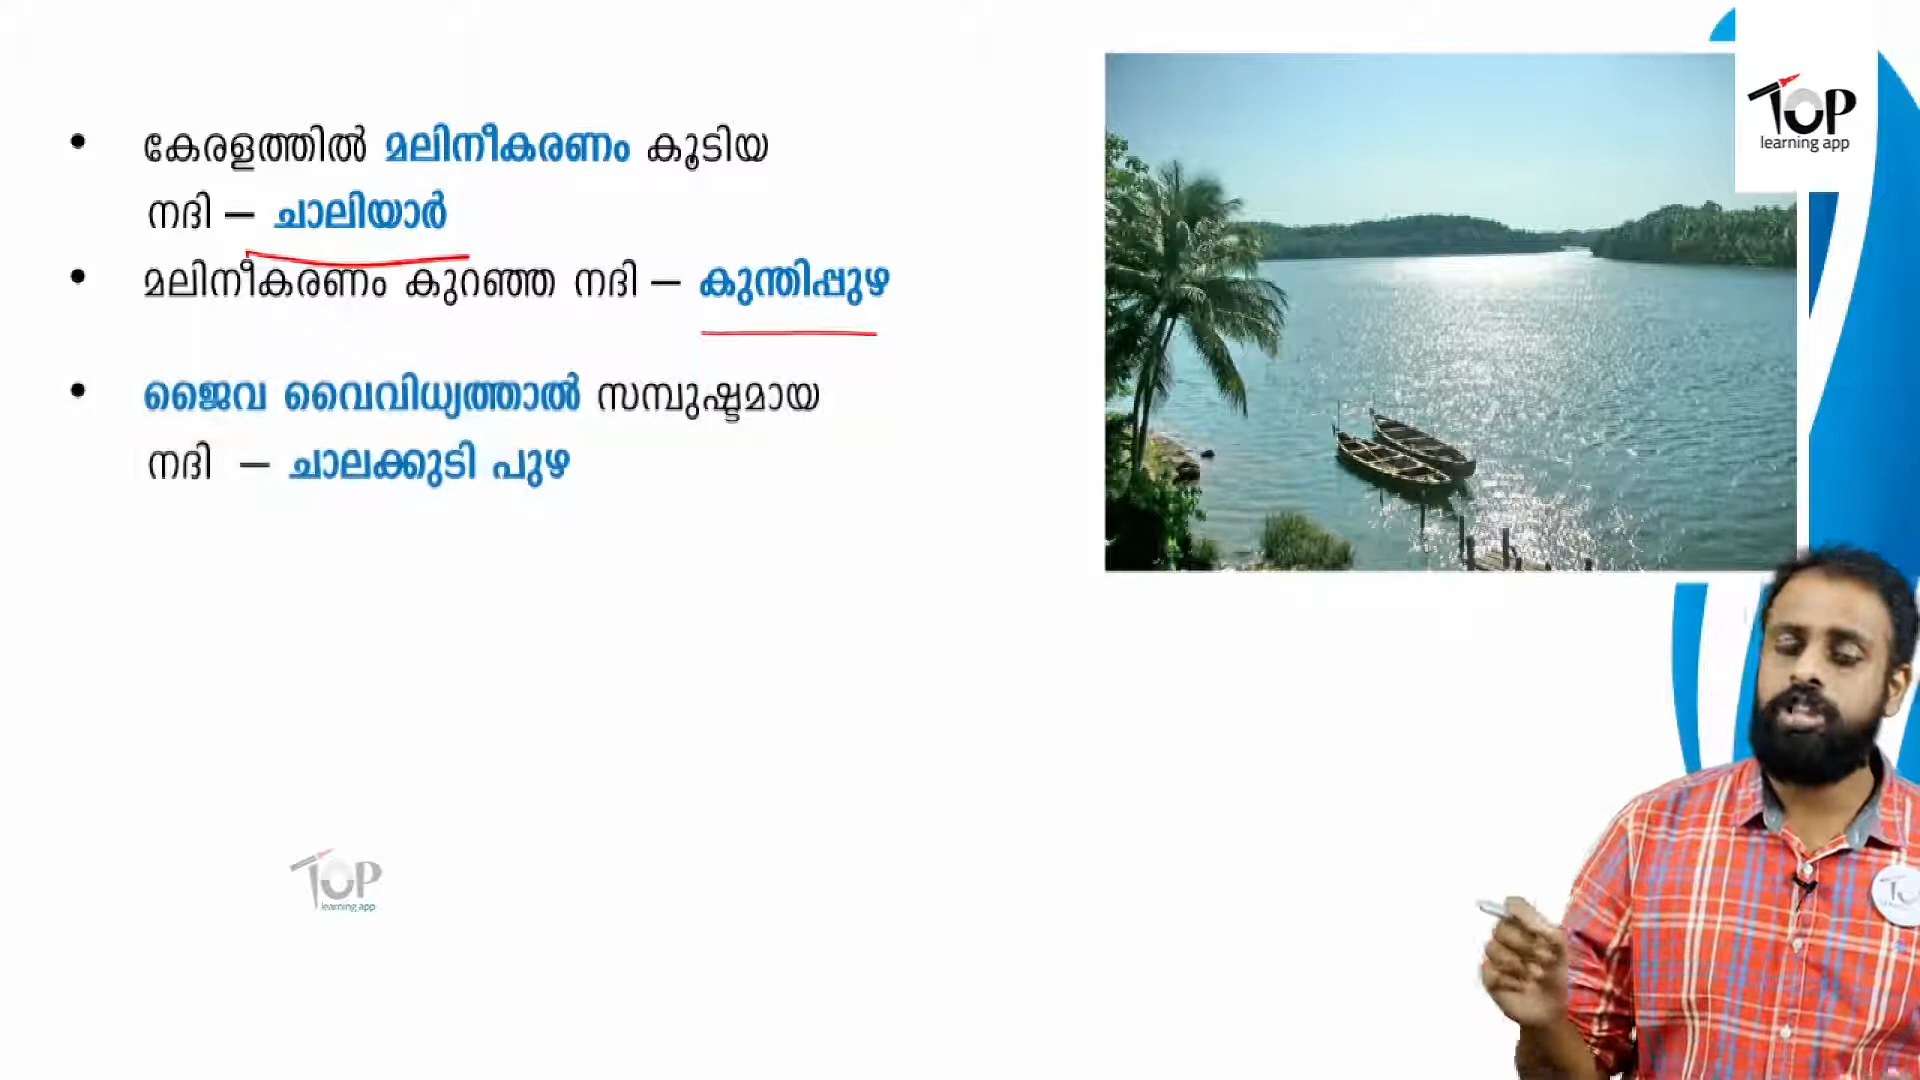 • കേരളത്തിൽ മലിനീകരണം കൂടിയ
നദി – ചാലിയാർ
• മലിനീകരണം കുറഞ്ഞ നദി – കുന്തിപ്പുഴ
• ജൈവ വൈവിധ്യത്താൽ സമ്പുഷ്ടമായ
നദി – ചാലക്കുടി പുഴ
TOP
learning app
TOP
learning app